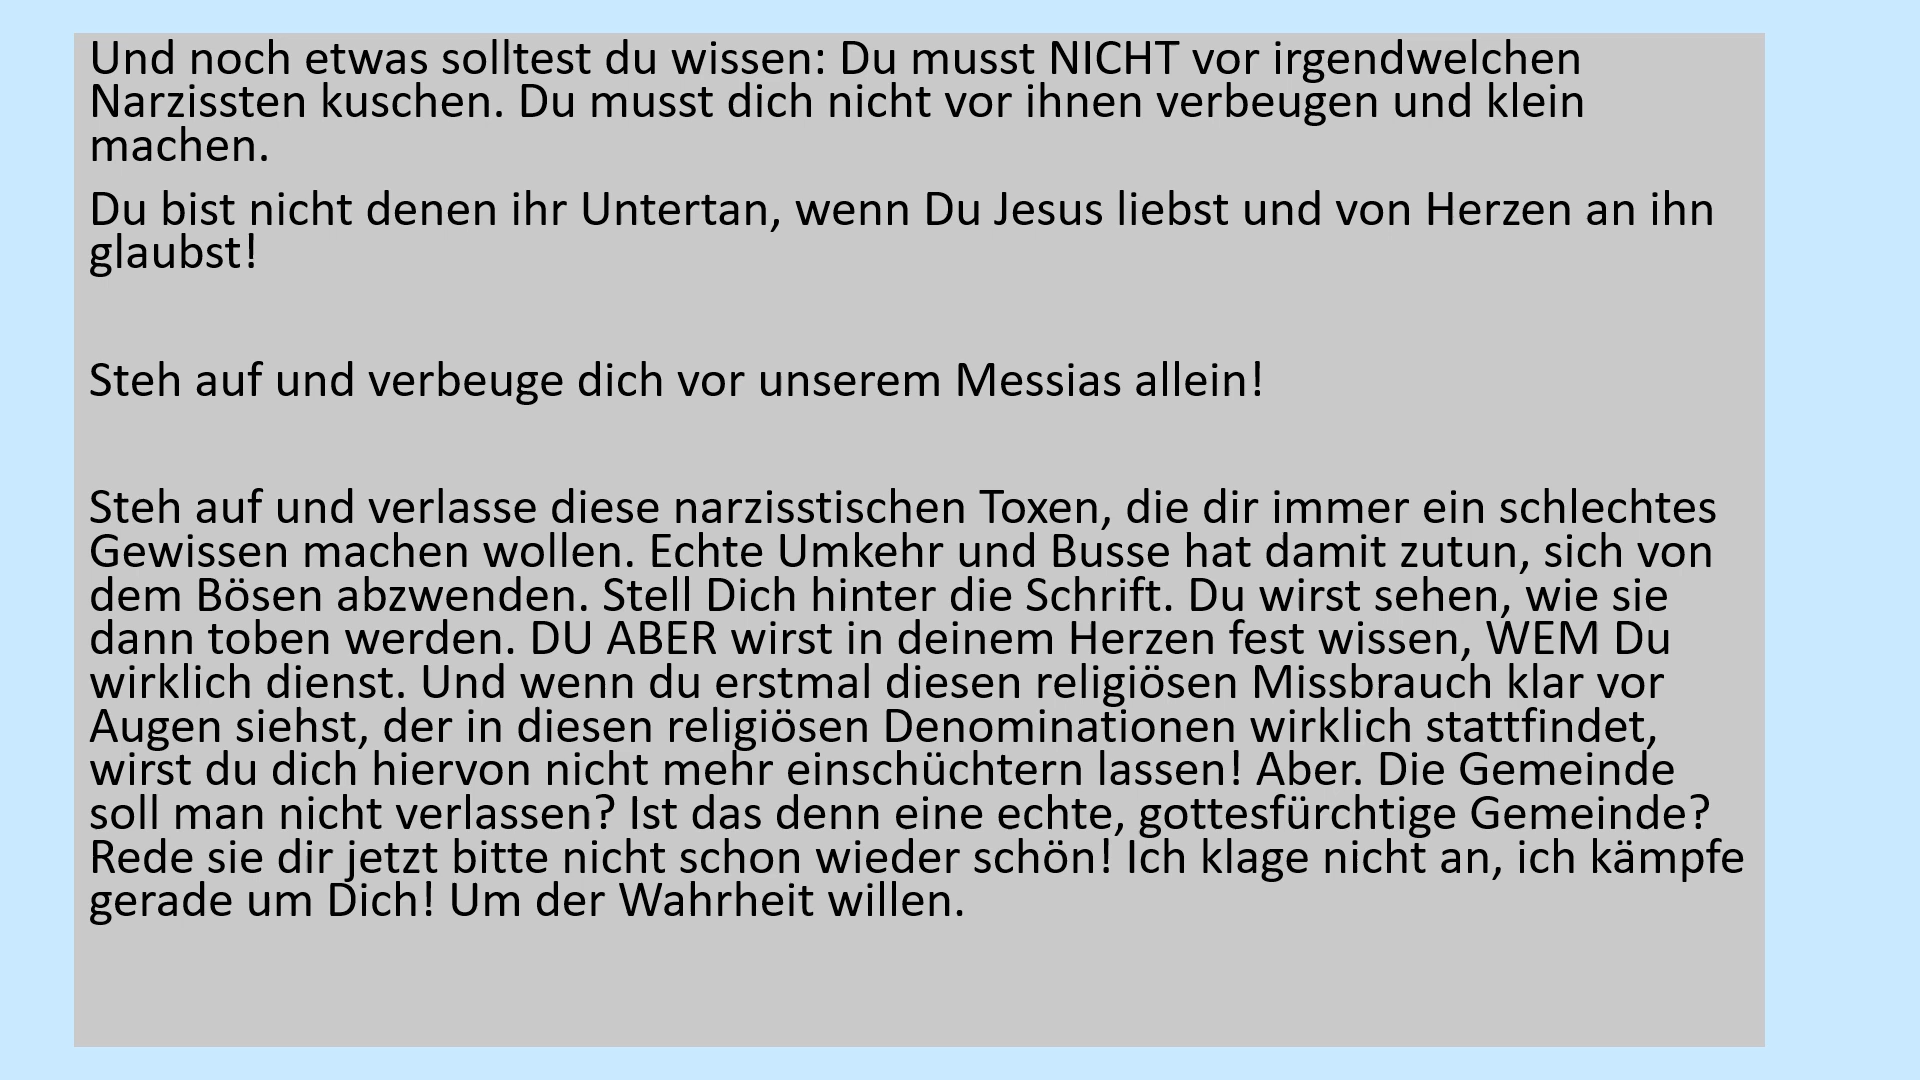 Und noch etwas solltest du wissen: Du musst NICHT vor irgendwelchen
Narzissten kuschen. Du musst dich nicht vor ihnen verbeugen und klein
machen.
Du bist nicht denen ihr Untertan, wenn Du Jesus liebst und von Herzen an ihn
glaubst!
Steh auf und verbeuge dich vor unserem Messias allein!
Steh auf und verlasse diese narzisstischen Toxen, die dir immer ein schlechtes
Gewissen machen wollen. Echte Umkehr und Busse hat damit zutun, sich von
dem Bösen abzwenden. Stell Dich hinter die Schrift. Du wirst sehen, wie sie
dann toben werden. DU ABER wirst in deinem Herzen fest wissen, WEM Du
wirklich dienst. Und wenn du erstmal diesen religiösen Missbrauch klar vor
Augen siehst, der in diesen religiösen Denominationen wirklich stattfindet,
wirst du dich hiervon nicht mehr einschüchtern lassen! Aber. Die Gemeinde
soll man nicht verlassen? Ist das denn eine echte, gottesfürchtige Gemeinde?
Rede sie dir jetzt bitte nicht schon wieder schön! Ich klage nicht an, ich kämpfe
gerade um Dich! Um der Wahrheit willen.